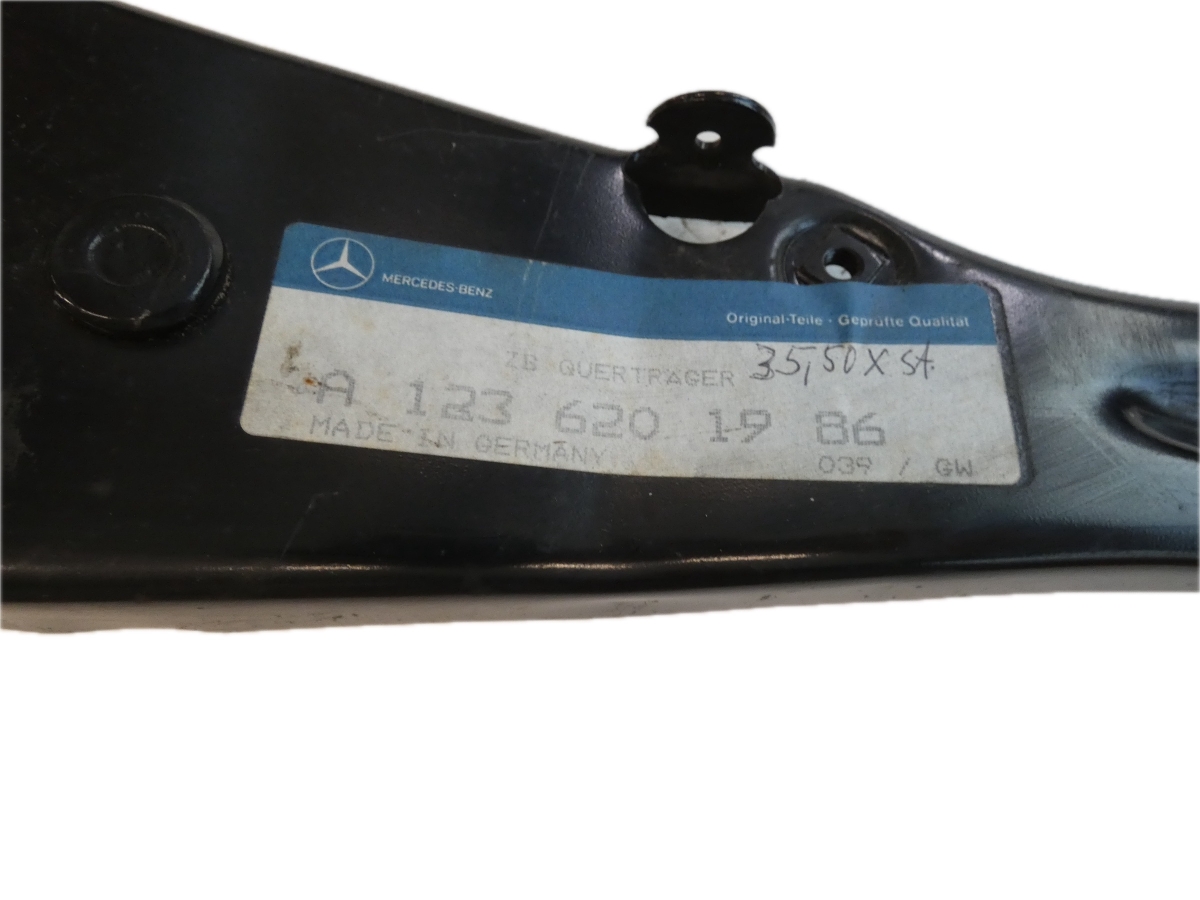 MERCEDES-BENZ
Original-Teile - Geprüfte Qualität
ZB QUERTRÄGER 35,50 X St.
A 123 620 19 86
MADE IN GERMANY
039 / GW